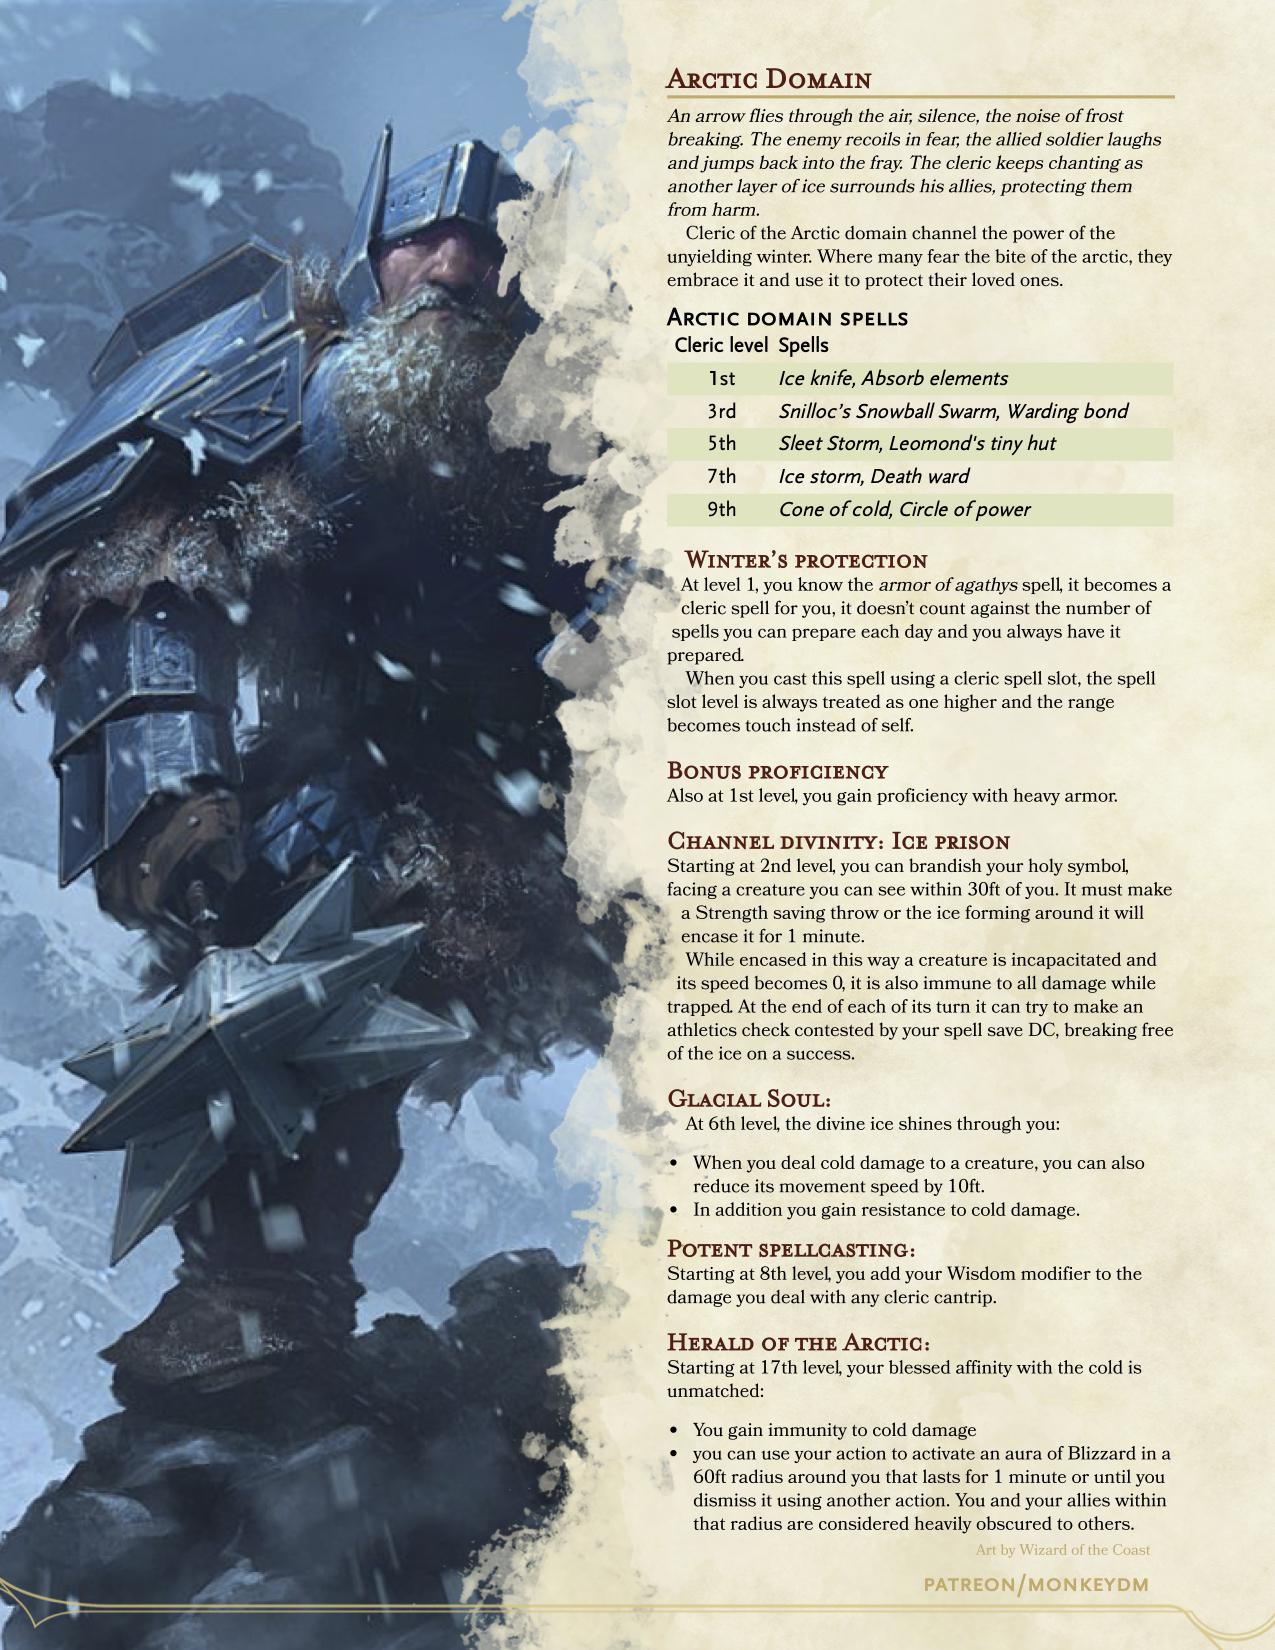 Arctic Domain
An arrow flies through the air, silence, the noise of frost
breaking. The enemy recoils in fear, the allied soldier laughs
and jumps back into the fray. The cleric keeps chanting as
another layer of ice surrounds his allies, protecting them
from harm.
Cleric of the Arctic domain channel the power of the
unyielding winter. Where many fear the bite of the arctic, they
embrace it and use it to protect their loved ones.
Arctic domain spells
Cleric level Spells
1st Ice knife, Absorb elements
3rd Snilloc's Snowball Swarm, Warding bond
5th Sleet Storm, Leomond's tiny hut
7th Ice storm, Death ward
9th Cone of cold, Circle of power
Winter's protection
At level 1, you know the armor of agathys spell, it becomes a
cleric spell for you, it doesn't count against the number of
spells you can prepare each day and you always have it
prepared.
When you cast this spell using a cleric spell slot, the spell
slot level is always treated as one higher and the range
becomes touch instead of self.
Bonus proficiency
Also at 1st level, you gain proficiency with heavy armor.
Channel divinity: Ice prison
Starting at 2nd level, you can brandish your holy symbol,
facing a creature you can see within 30ft of you. It must make
a Strength saving throw or the ice forming around it will
encase it for 1 minute.
While encased in this way a creature is incapacitated and
its speed becomes 0, it is also immune to all damage while
trapped. At the end of each of its turn it can try to make an
athletics check contested by your spell save DC, breaking free
of the ice on a success.
Glacial Soul:
At 6th level, the divine ice shines through you:
• When you deal cold damage to a creature, you can also
reduce its movement speed by 10ft.
• In addition you gain resistance to cold damage.
Potent spellcasting:
Starting at 8th level, you add your Wisdom modifier to the
damage you deal with any cleric cantrip.
Herald of the Arctic:
Starting at 17th level, your blessed affinity with the cold is
unmatched:
• You gain immunity to cold damage
• you can use your action to activate an aura of Blizzard in a
60ft radius around you that lasts for 1 minute or until you
dismiss it using another action. You and your allies within
that radius are considered heavily obscured to others.
Art by Wizard of the Coast
PATREON/MONKEYDM